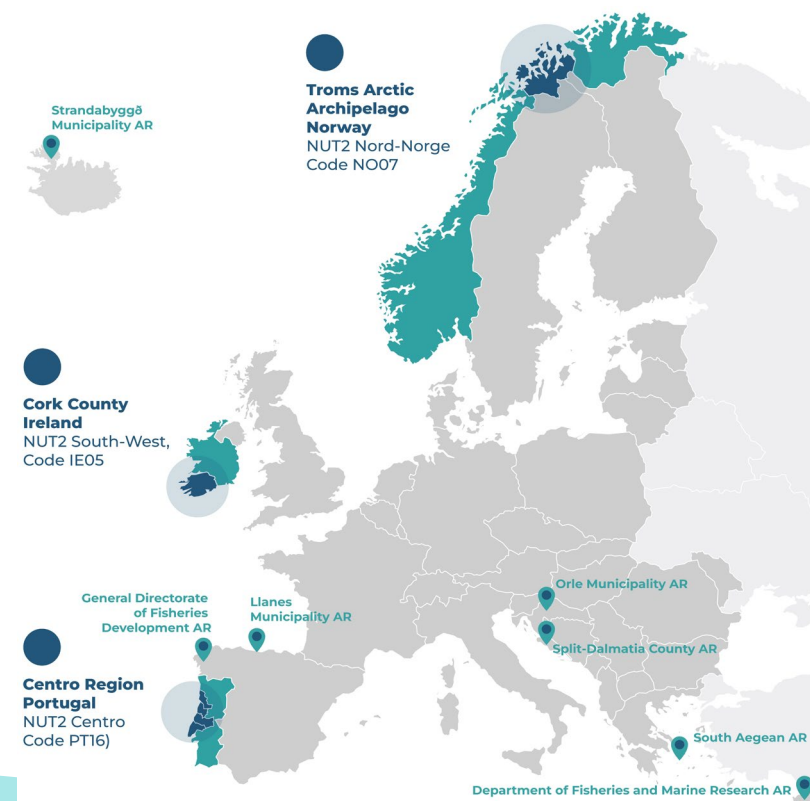 Troms Arctic
Archipelago
Norway
NUT2 Nord-Norge
Code NO07
Strandabyggð
Municipality AR
Cork County
Ireland
NUT2 South-West,
Code IE05
General Directorate
of Fisheries
Development AR
Llanes
Municipality AR
Orle Municipality AR
Split-Dalmatia County AR
Centro Region
Portugal
NUT2 Centro
Code PT16)
South Aegean AR
Department of Fisheries and Marine Research AR